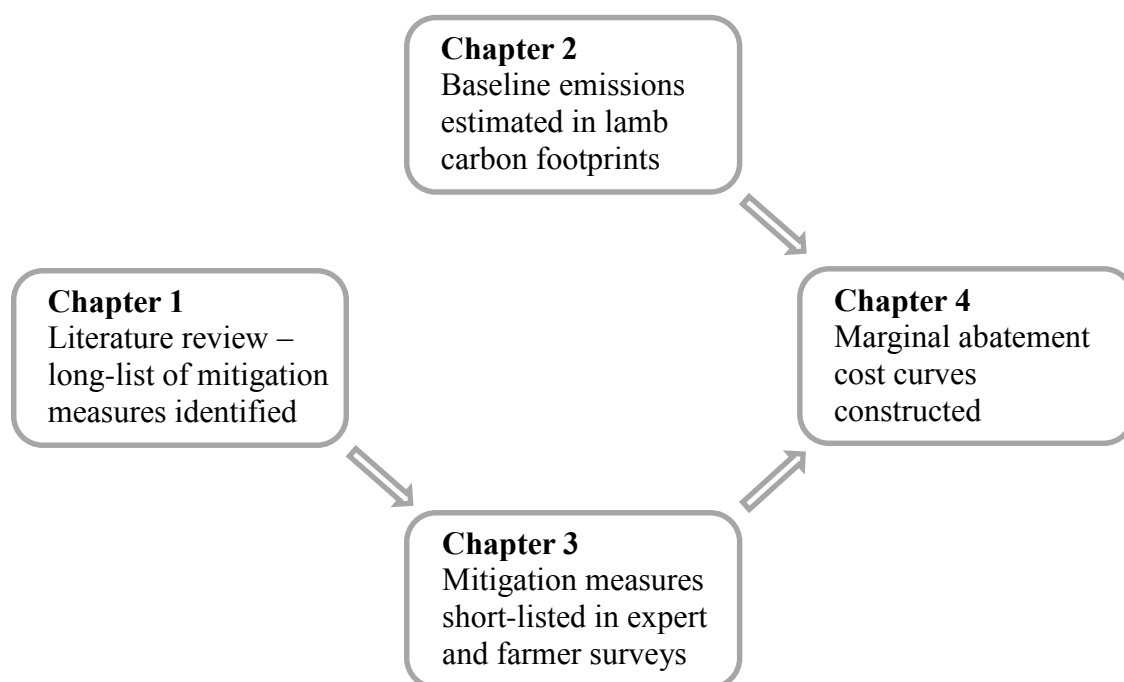 Chapter 2
Baseline emissions
estimated in lamb
carbon footprints
Chapter 1
Literature review –
long-list of mitigation
measures identified
Chapter 4
Marginal abatement
cost curves
constructed
Chapter 3
Mitigation measures
short-listed in expert
and farmer surveys